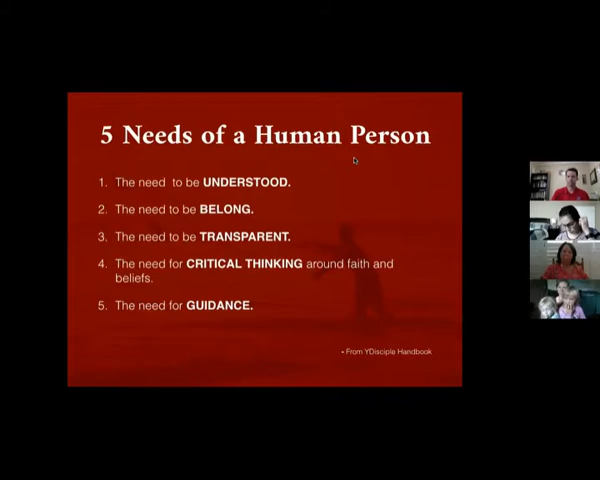 5 Needs of a Human Person
1. The need to be UNDERSTOOD.
2. The need to be BELONG.
3. The need to be TRANSPARENT.
4. The need for CRITICAL THINKING around faith and
beliefs.
5. The need for GUIDANCE.
- From YDisciple Handbook